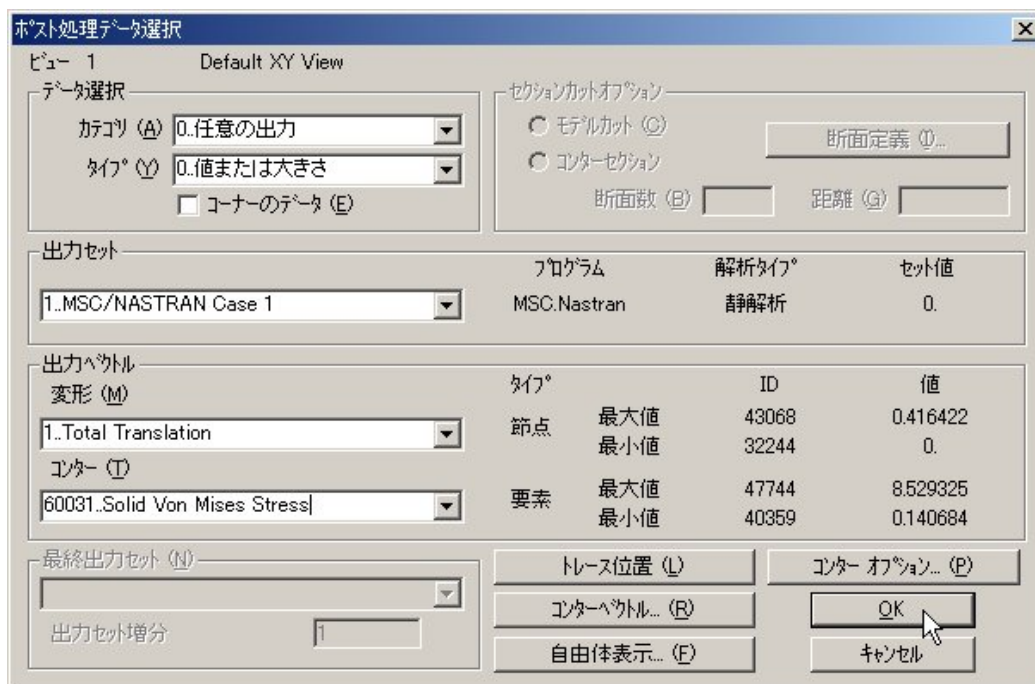 ポスト処理データ選択
ビュー 1 Default XY View
データ選択
カテゴリ (A) 0..任意の出力
タイプ (Y) 0..値または大きさ
コーナーのデータ (E)
セクションカットオプション
モデルカット (C)
コンターセクション
断面定義 (I)...
断面数 (B) 距離 (G)
出力セット
1..MSC/NASTRAN Case 1
プログラム 解析タイプ セット値
MSC.Nastran 静解析 0.
出力ベクトル
変形 (M)
1..Total Translation
コンター (T)
60031..Solid Von Mises Stress
タイプ ID 値
節点 最大値 43068 0.416422
最小値 32244 0.
要素 最大値 47744 8.529325
最小値 40359 0.140684
最終出力セット (N)
出力セット増分 1
トレース位置 (L) コンター オプション... (P)
コンターベクトル... (R) OK
自由体表示... (F) キャンセル